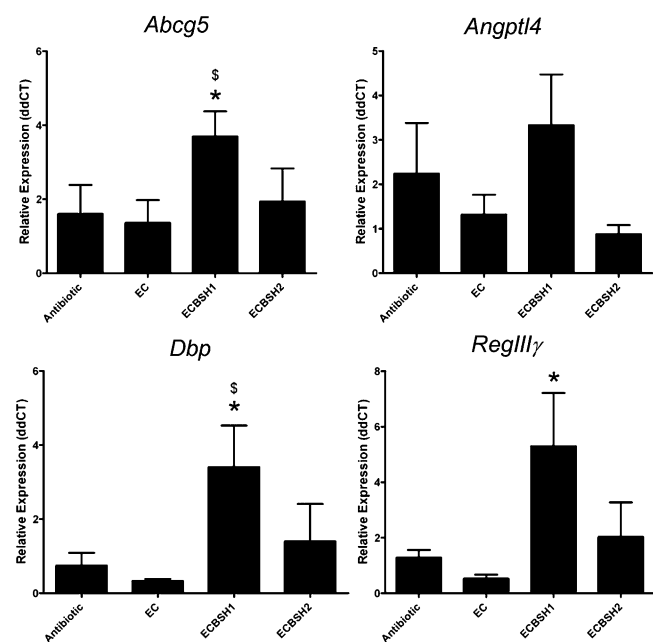 Abcg5
Relative Expression (ddCT)
6
4
2
0
$
*
Antibiotic
EC
ECBSH1
ECBSH2
Angptl4
Relative Expression (ddCT)
5
4
3
2
1
0
Antibiotic
EC
ECBSH1
ECBSH2
Dbp
Relative Expression (ddCT)
6
4
2
0
$
*
Antibiotic
EC
ECBSH1
ECBSH2
RegIIIγ
Relative Expression (ddCT)
8
6
4
2
0
*
Antibiotic
EC
ECBSH1
ECBSH2